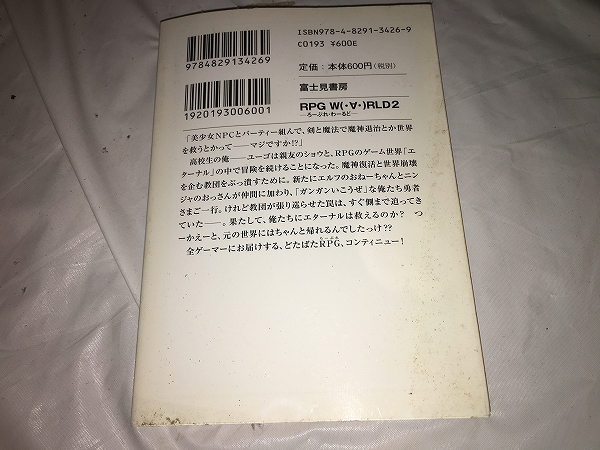 ISBN978-4-8291-3426-9
C0193 ¥600E
9784829134269
定価：本体600円(税別)
富士見書房
1920193006001
RPG W(・∀・)RLD2
―ろーぷれ・わーるど―
「美少女NPCとパーティー組んで、剣と魔法で魔神退治とか世界
を救うとかって――マジですか!?」
高校生の俺――ユーゴは親友のショウと、RPGのゲーム世界「エ
ターナル」の中で冒険を続けることになった。魔神復活と世界崩壊
を企む教団をぶっ潰すために。新たにエルフのおねーちゃんとニン
ジャのおっさんが仲間に加わり、「ガンガンいこうぜ」な俺たち勇者
さまご一行。けれど教団が張り巡らせた罠は、すぐ側まで迫ってき
ていた――。果たして、俺たちにエターナルは救えるのか？　つ
ーかえーと、元の世界にはちゃんと帰れるんでしたっけ??
全ゲーマーにお届けする、どたばたRPG、コンティニュー！